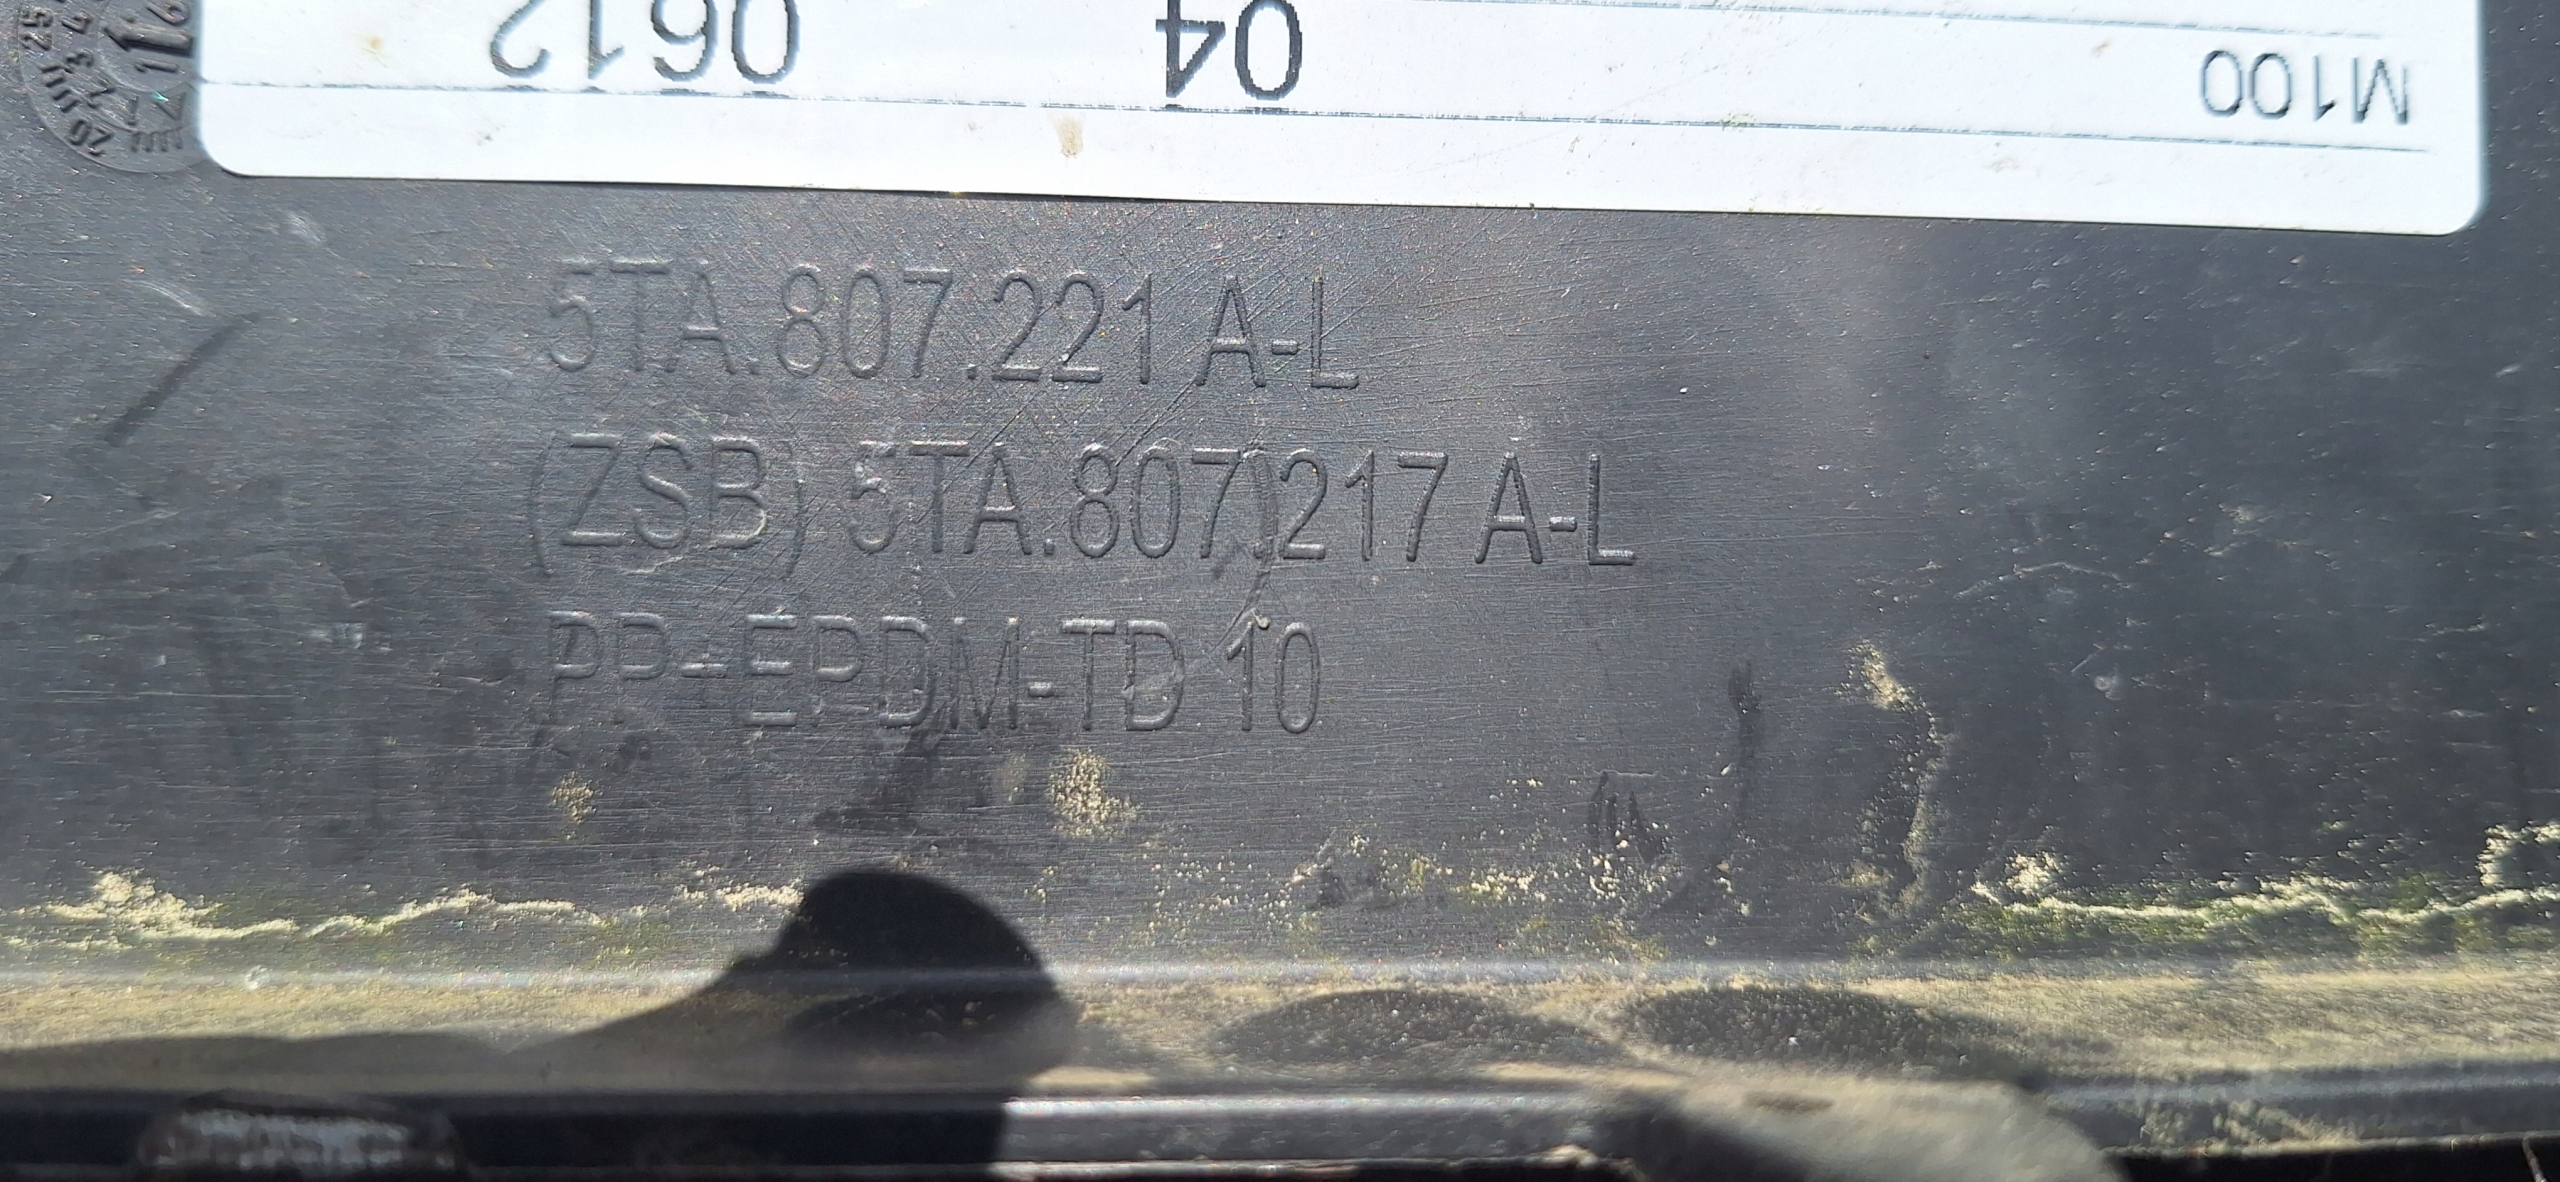 0612 04 M100
5TA.807.221 A-L
(ZSB) 5TA.807.217 A-L
PP+EPDM-TD 10